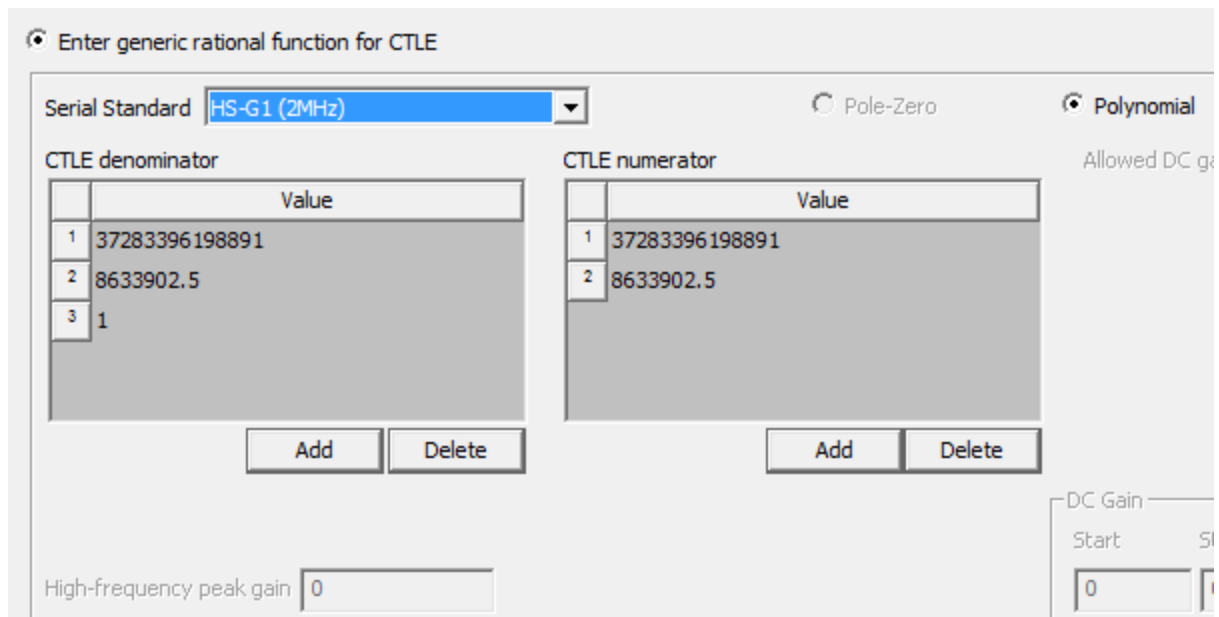 Enter generic rational function for CTLE
Serial Standard HS-G1 (2MHz) Pole-Zero Polynomial
CTLE denominator CTLE numerator Allowed DC
Value Value
1 37283396198891 1 37283396198891
2 8633902.5 2 8633902.5
3 1
Add Delete Add Delete
DC Gain
Start
High-frequency peak gain 0 0